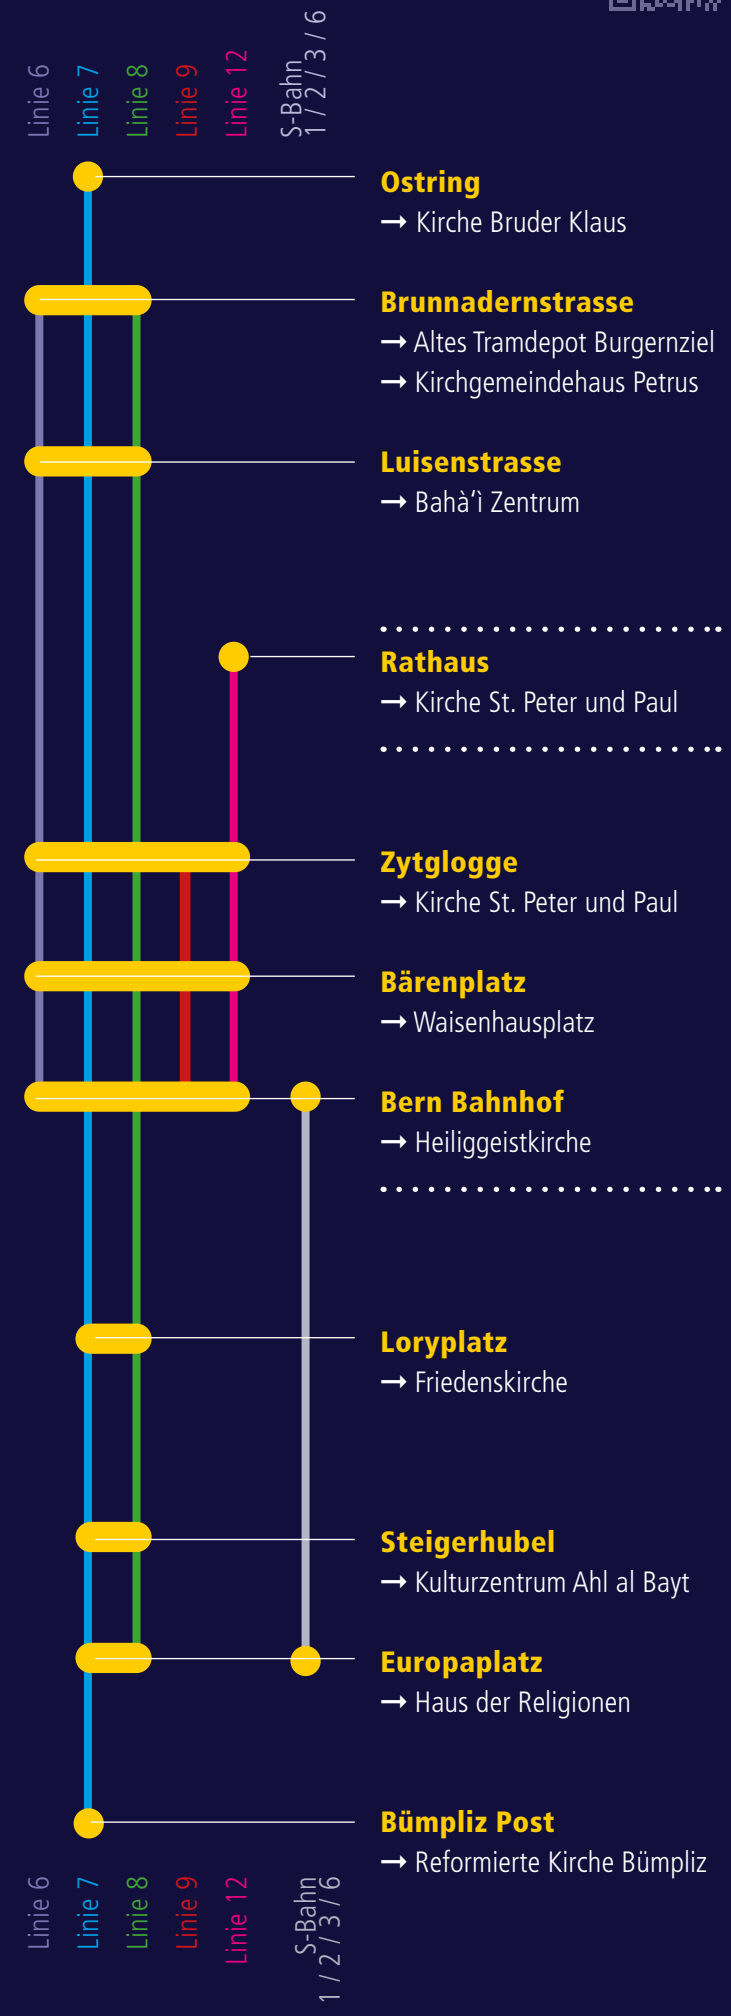 Linie 6
Linie 7
Linie 8
Linie 9
Linie 12
S-Bahn
1 / 2 / 3 / 6
Ostring
→ Kirche Bruder Klaus
Brunnadernstrasse
→ Altes Tramdepot Burgernziel
→ Kirchgemeindehaus Petrus
Luisenstrasse
→ Bahà‘ì Zentrum
Rathaus
→ Kirche St. Peter und Paul
Zytglogge
→ Kirche St. Peter und Paul
Bärenplatz
→ Waisenhausplatz
Bern Bahnhof
→ Heiliggeistkirche
Loryplatz
→ Friedenskirche
Steigerhubel
→ Kulturzentrum Ahl al Bayt
Europaplatz
→ Haus der Religionen
Bümpliz Post
→ Reformierte Kirche Bümpliz
Linie 6
Linie 7
Linie 8
Linie 9
Linie 12
S-Bahn
1 / 2 / 3 / 6